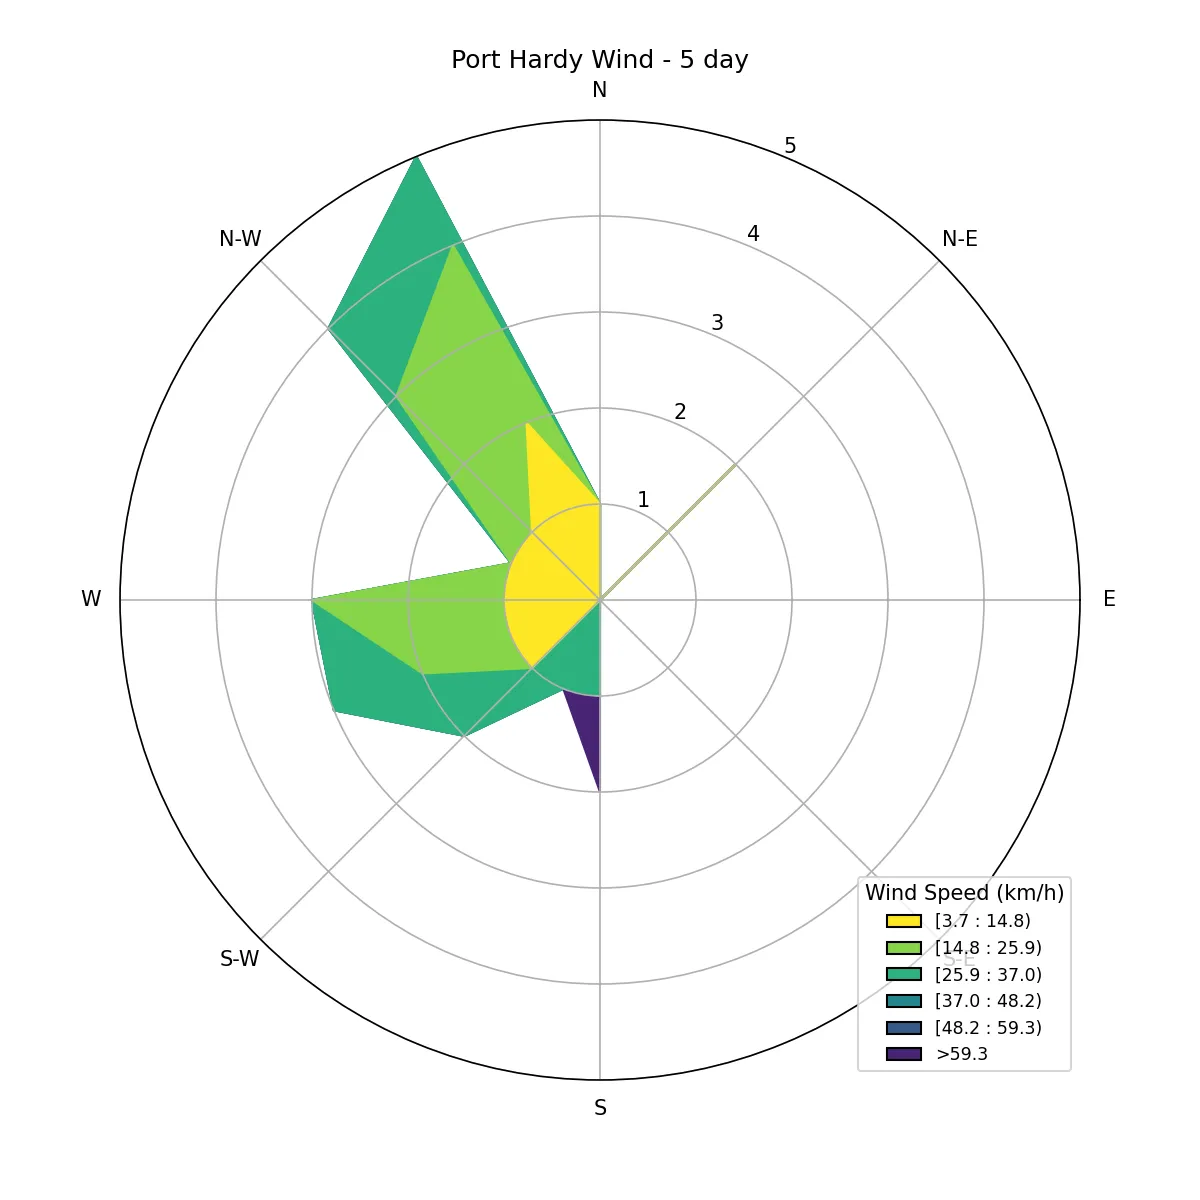 Port Hardy Wind - 5 day
N
5
N-W
4
N-E
3
2
1
W
E
Wind Speed (km/h)
[3.7 : 14.8)
[14.8 : 25.9)
S-W
S-E
[25.9 : 37.0)
[37.0 : 48.2)
[48.2 : 59.3)
>59.3
S